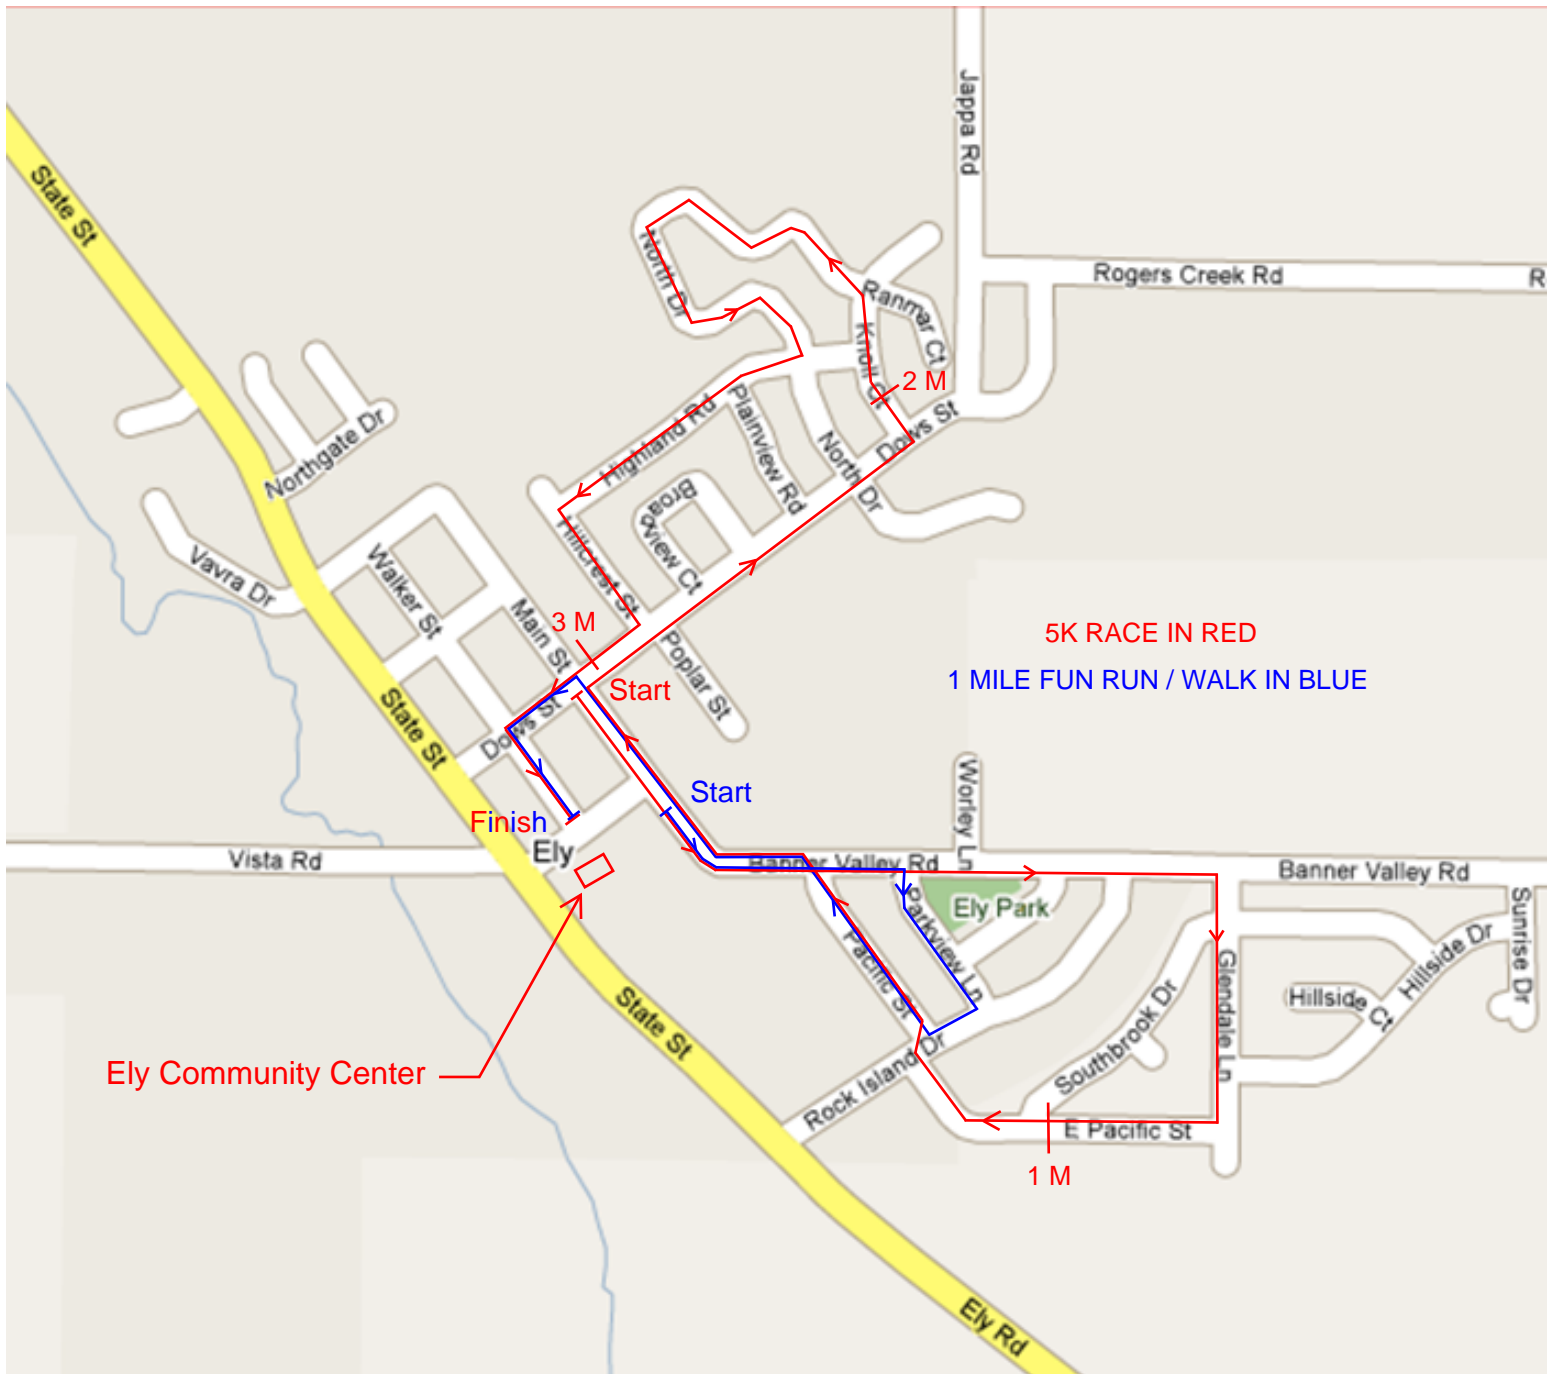 Jappa Rd
State St
North Dr
Rogers Creek Rd
R
Ranmar Ct
Knoll Ct
2 M
Plainview Rd
Dows St
Highland Rd
Northgate Dr
North Dr
Broadview Ct
Hillcrest St
Vavra Dr
Walker St
Main St
3 M
Poplar St
5K RACE IN RED
1 MILE FUN RUN / WALK IN BLUE
Start
State St
Dows St
Start
Worley Ln
Finish
Ely
Vista Rd
Banner Valley Rd
Banner Valley Rd
Ely Park
Parkview Ln
Sunrise Dr
Pacific St
Hillside Dr
Glendale Ln
Hillside Ct
Southbrook Dr
State St
Ely Community Center
Rock Island Dr
E Pacific St
1 M
Ely Rd